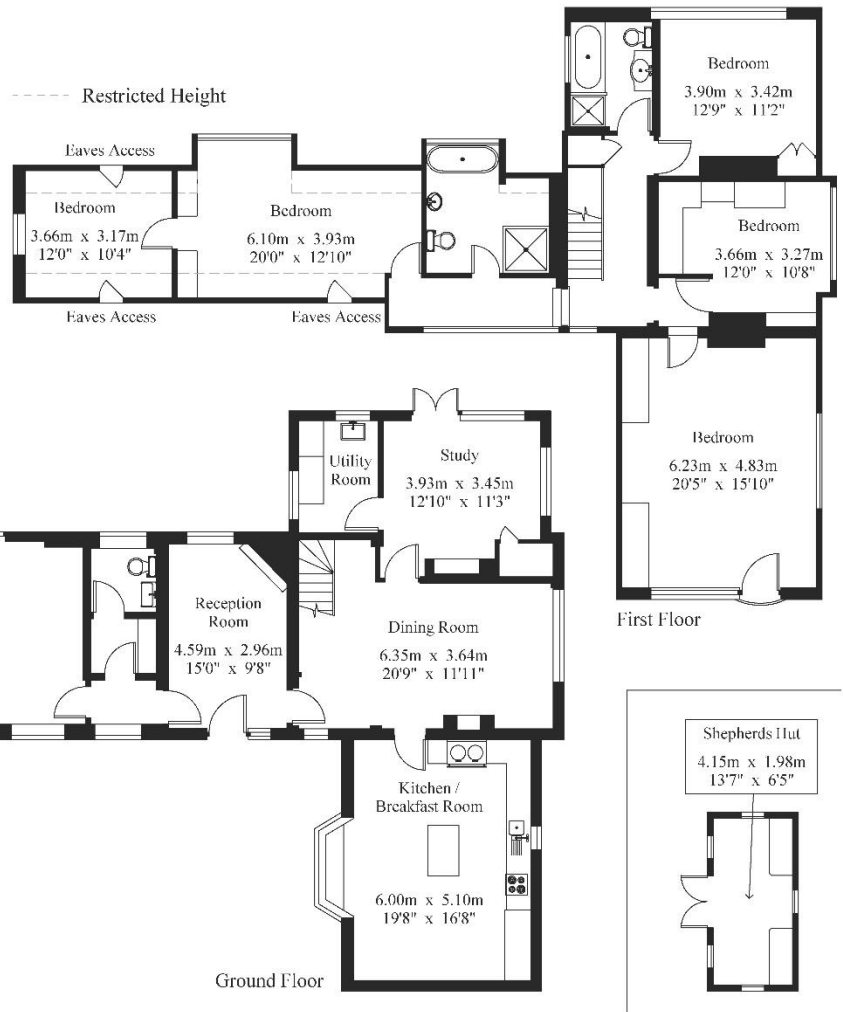 Restricted Height
Eaves Access
Bedroom
3.66m x 3.17m
12'0" x 10'4"
Eaves Access
Bedroom
6.10m x 3.93m
20'0" x 12'10"
Eaves Access
Bedroom
3.90m x 3.42m
12'9" x 11'2"
Bedroom
3.66m x 3.27m
12'0" x 10'8"
Bedroom
6.23m x 4.83m
20'5" x 15'10"
First Floor
Utility
Room
Study
3.93m x 3.45m
12'10" x 11'3"
Reception
Room
4.59m x 2.96m
15'0" x 9'8"
Dining Room
6.35m x 3.64m
20'9" x 11'11"
Kitchen /
Breakfast Room
6.00m x 5.10m
19'8" x 16'8"
Ground Floor
Shepherds Hut
4.15m x 1.98m
13'7" x 6'5"